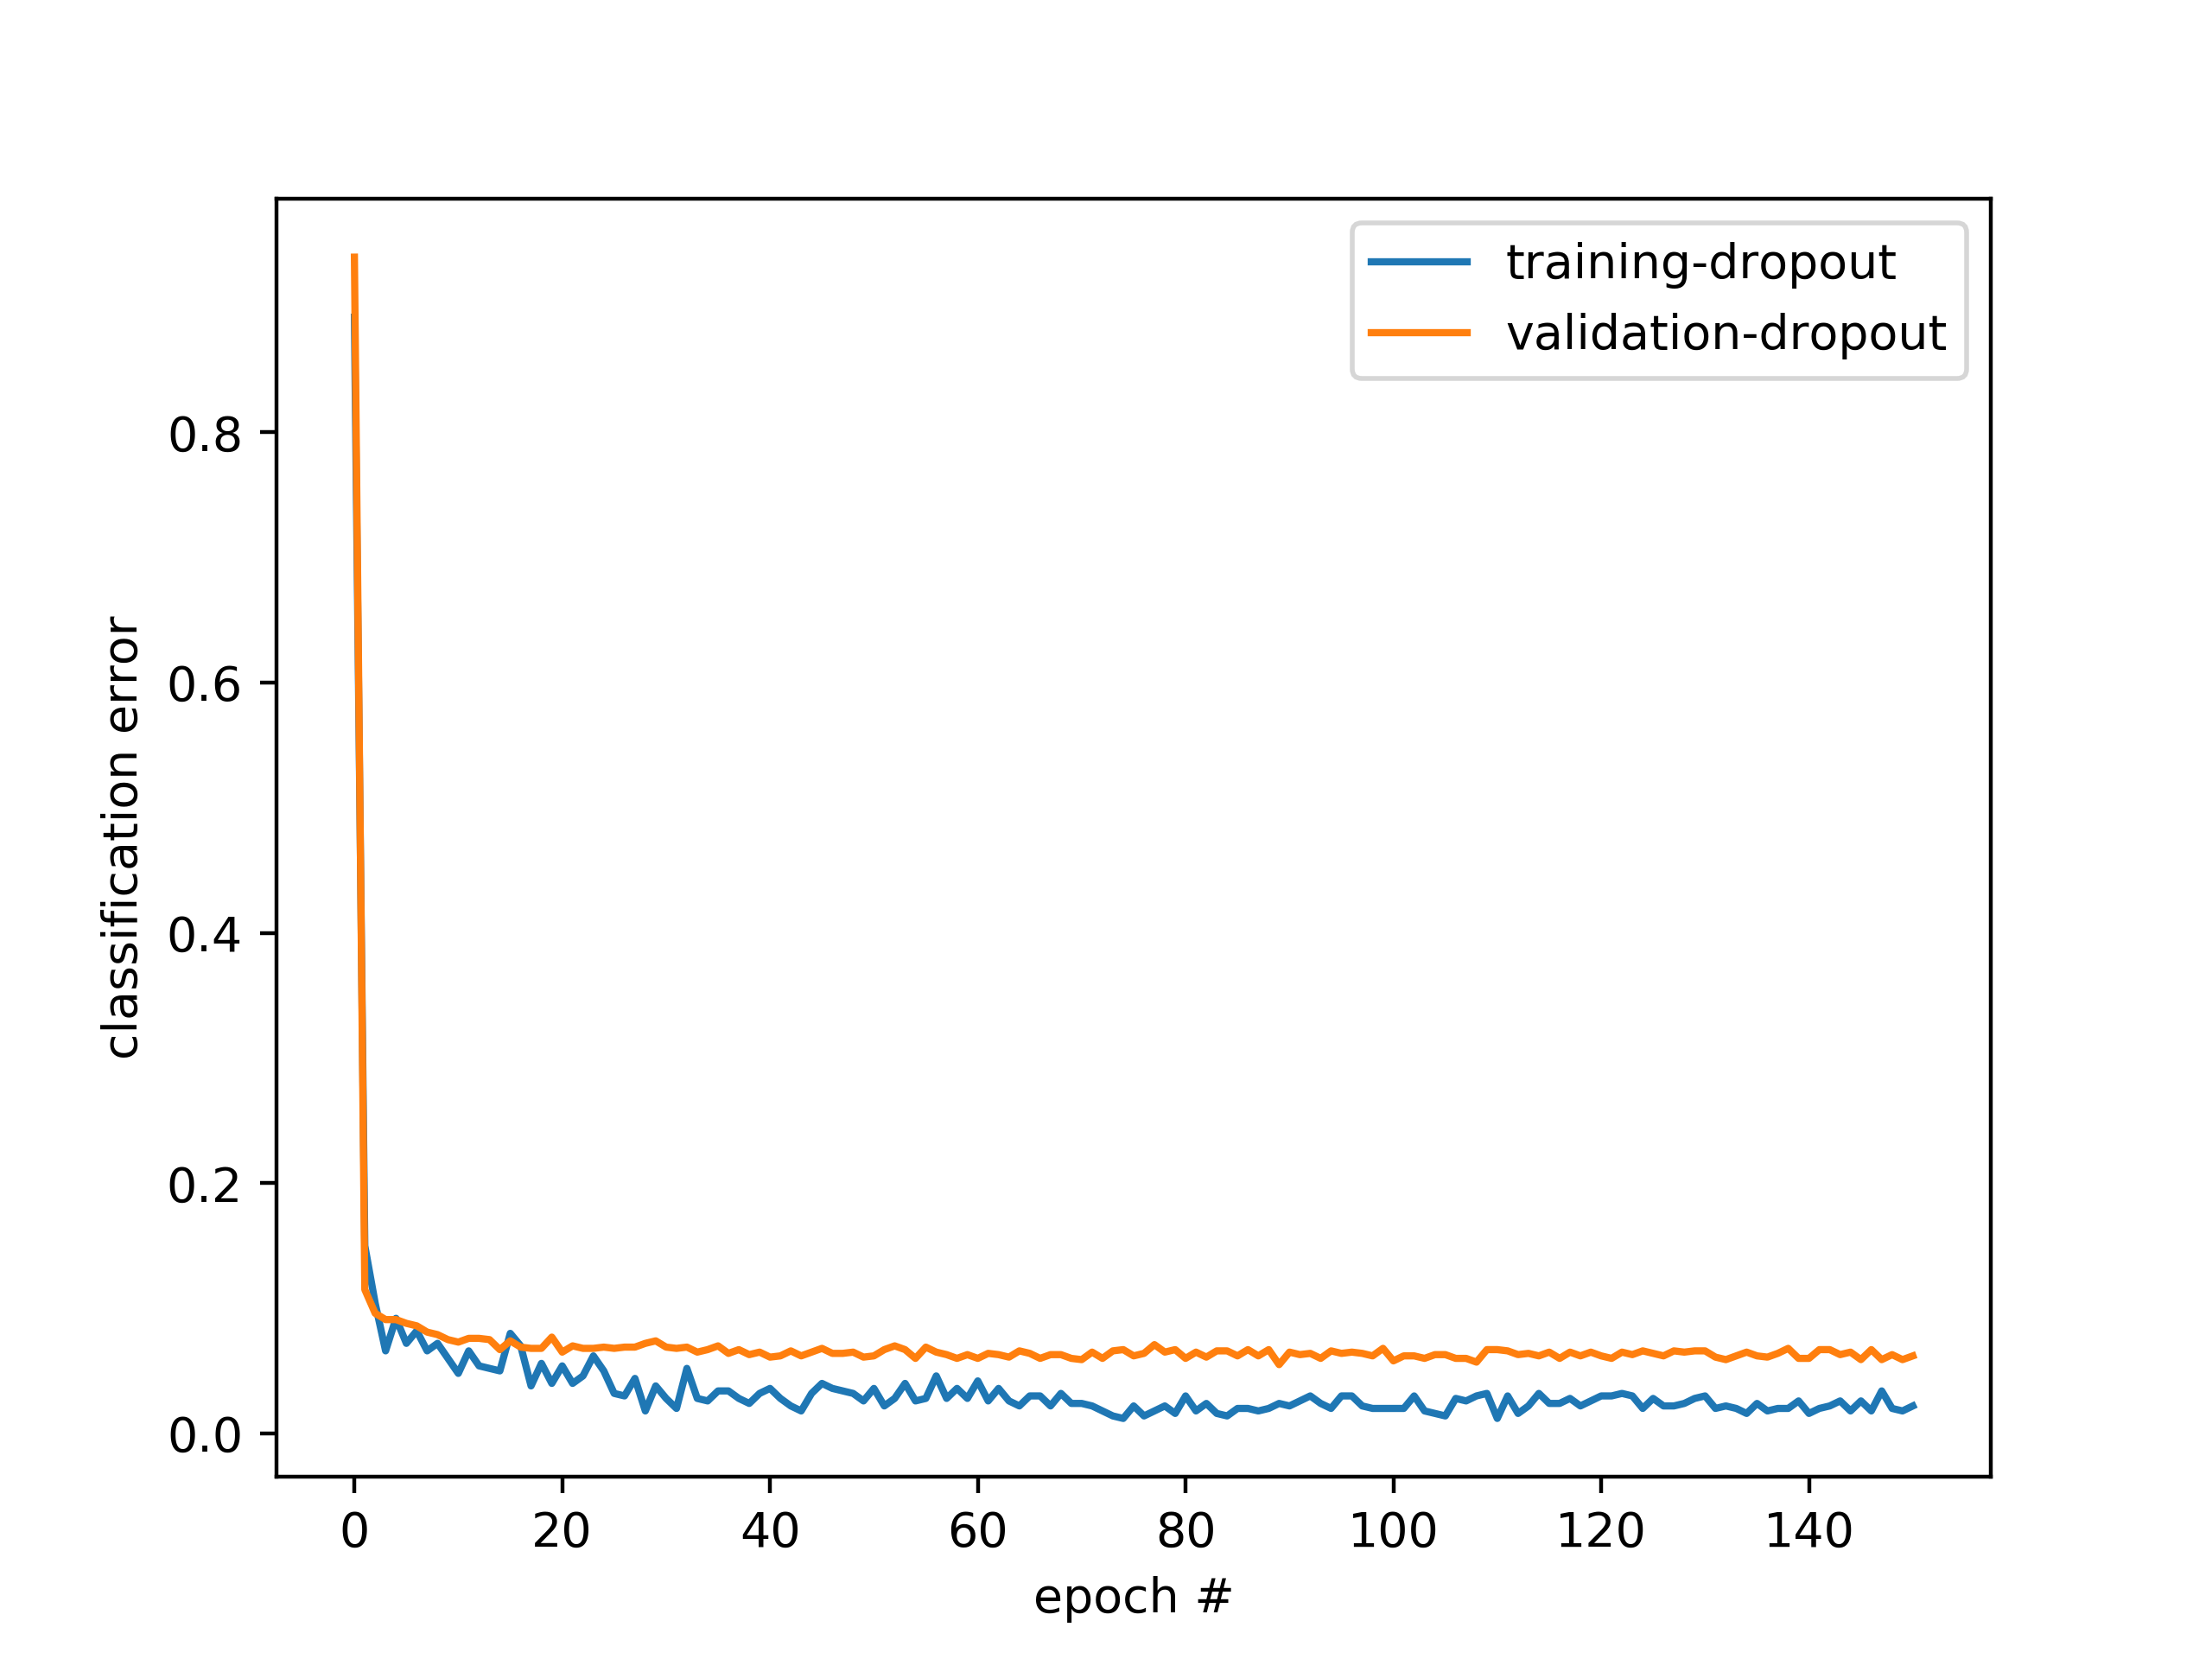 training-dropout
validation-dropout
0.8
0.6
0.4
0.2
0.0
classification error
0 20 40 60 80 100 120 140
epoch #